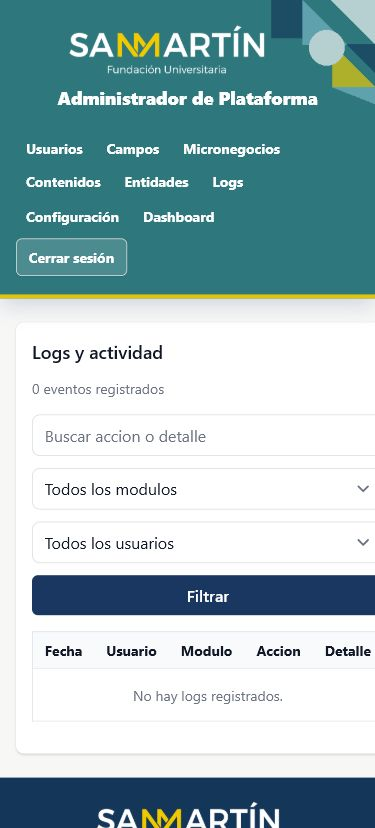 SANMARTÍN
Fundación Universitaria
Administrador de Plataforma
Usuarios Campos Micronegocios
Contenidos Entidades Logs
Configuración Dashboard
Cerrar sesión
Logs y actividad
0 eventos registrados
Buscar accion o detalle
Todos los modulos
Todos los usuarios
Filtrar
Fecha Usuario Modulo Accion Detalle
No hay logs registrados.
SANMARTÍN